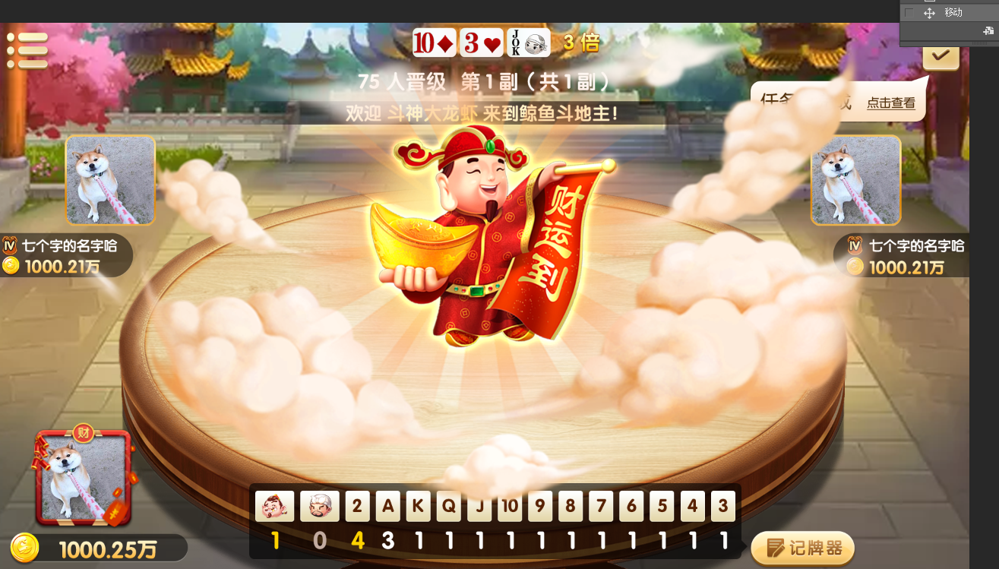 移动
10 3 JOK 3 倍
75 人晋级 第1副（共1副）
欢迎 斗神大龙虾 来到鲸鱼斗地主！
任务
点击查看
财运到
IV 七个字的名字哈
1000.21万
IV 七个字的名字哈
1000.21万
财
1000.25万
2 A K Q J 10 9 8 7 6 5 4 3
1 0 4 3 1 1 1 1 1 1 1 1 1 1 1
记牌器